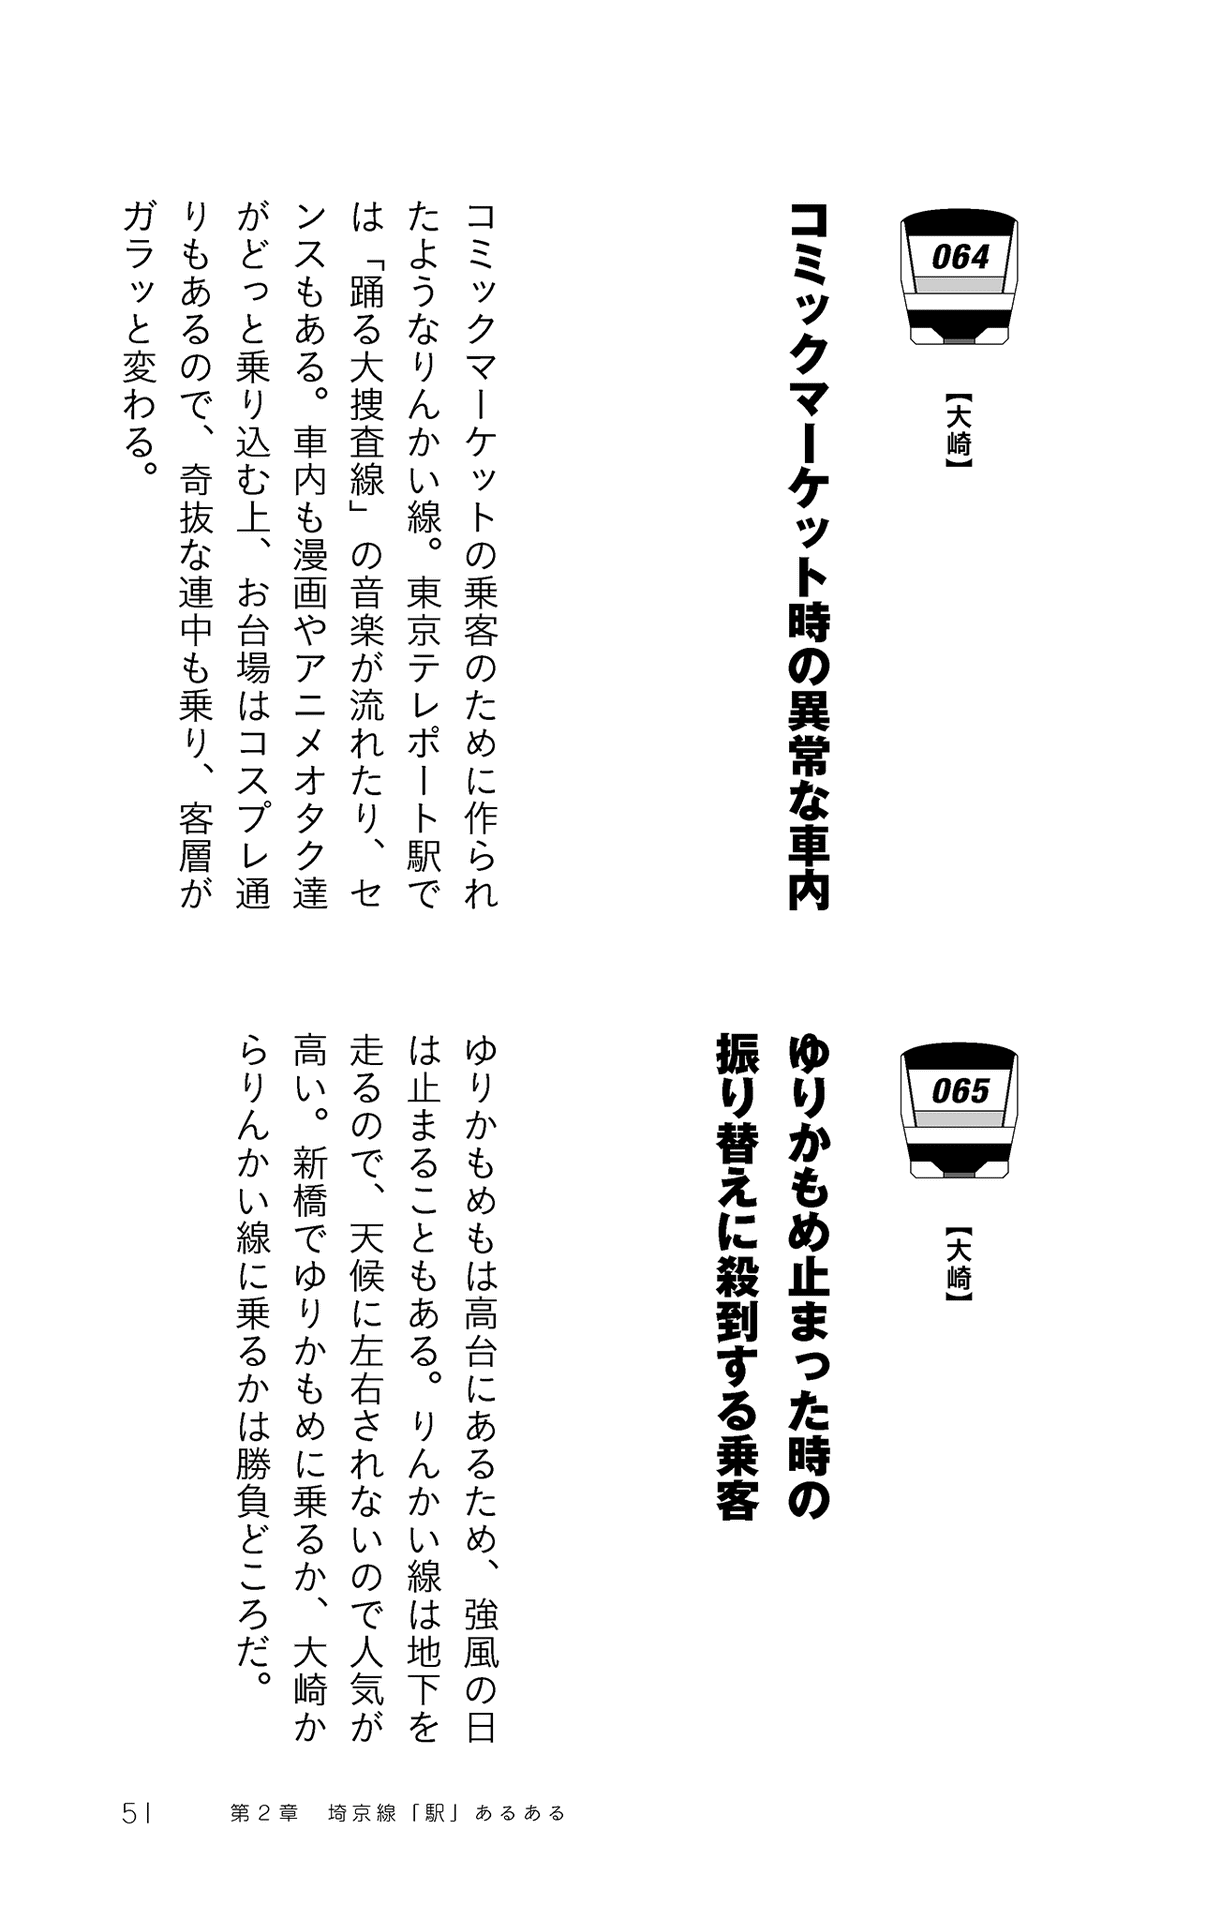 064
【大崎】
コミックマーケット時の異常な車内
コミックマーケットの乗客のために作られ
たようなりんかい線。東京テレポート駅で
は「踊る大捜査線」の音楽が流れたり、セ
ンスもある。車内も漫画やアニメオタク達
がどっと乗り込む上、お台場はコスプレ通
りもあるので、奇抜な連中も乗り、客層が
ガラッと変わる。
065
【大崎】
ゆりかもめ止まった時の
振り替えに殺到する乗客
ゆりかもめもは高台にあるため、強風の日
は止まることもある。りんかい線は地下を
走るので、天候に左右されないので人気が
高い。新橋でゆりかもめに乗るか、大崎か
らりんかい線に乗るかは勝負どころだ。
51 第2章 埼京線「駅」あるある